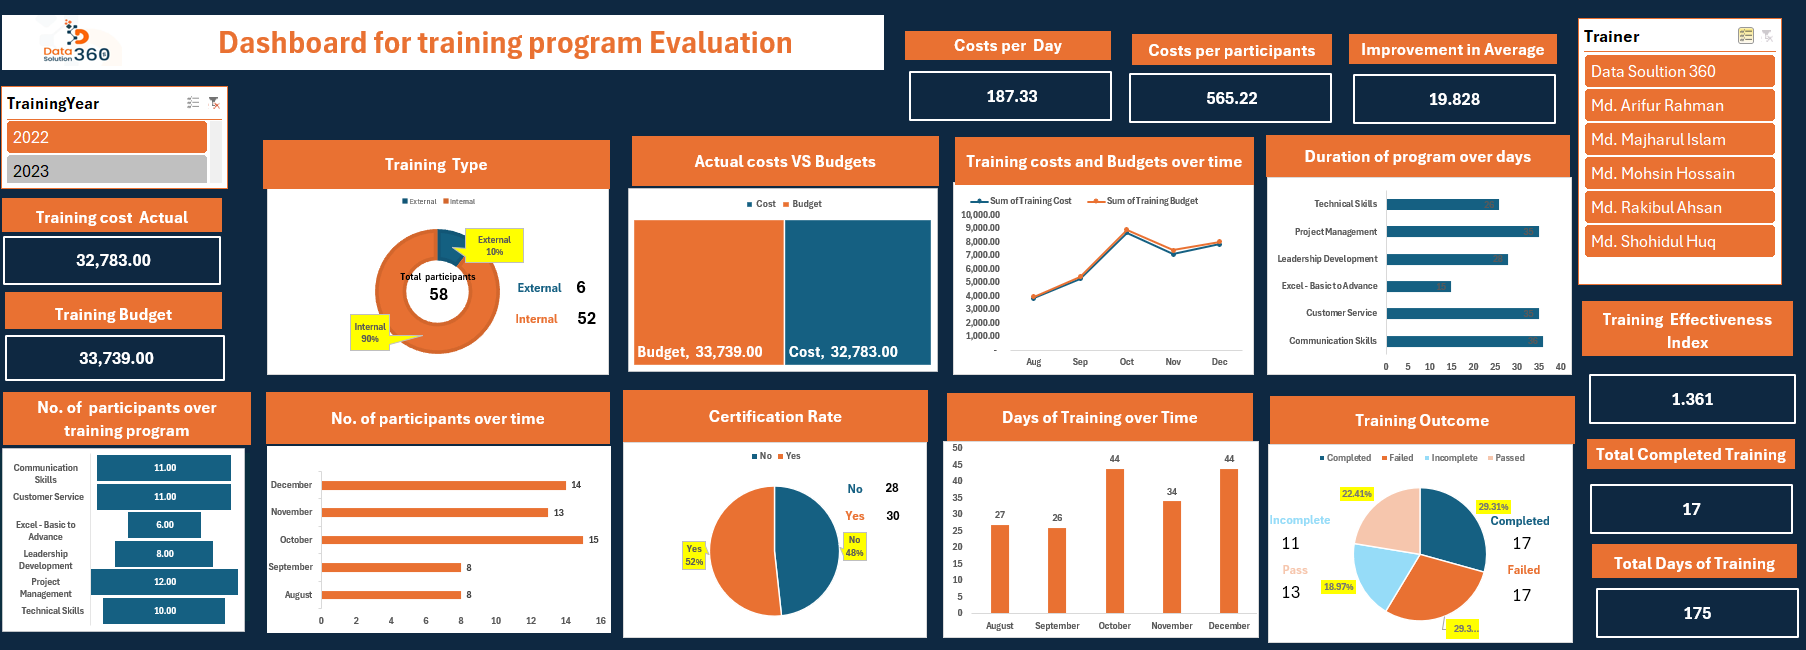 Data
Solution 360
Dashboard for training program Evaluation
Costs per Day
187.33
Costs per participants
565.22
Improvement in Average
19.828
Trainer
Data Soultion 360
Md. Arifur Rahman
Md. Majharul Islam
Md. Mohsin Hossain
Md. Rakibul Ahsan
Md. Shohidul Huq
TrainingYear
2022
2023
Training cost Actual
32,783.00
Training Budget
33,739.00
Training Type
External Internal
External
10%
Total participants
58
Internal
90%
External 6
Internal 52
Actual costs VS Budgets
Cost Budget
Budget, 33,739.00
Cost, 32,783.00
Training costs and Budgets over time
Sum of Training Cost Sum of Training Budget
10,000.00
9,000.00
8,000.00
7,000.00
6,000.00
5,000.00
4,000.00
3,000.00
2,000.00
1,000.00
-
Aug Sep Oct Nov Dec
Duration of program over days
Technical Skills
Project Management
Leadership Development
Excel - Basic to Advance
Customer Service
Communication Skills
0 5 10 15 20 25 30 35 40
Training Effectiveness
Index
1.361
No. of participants over
training program
Communication
Skills
11.00
Customer Service 11.00
Excel - Basic to
Advance
6.00
Leadership
Development
8.00
Project
Management
12.00
Technical Skills 10.00
No. of participants over time
December 14
November 13
October 15
September 8
August 8
0 2 4 6 8 10 12 14 16
Certification Rate
No Yes
No 28
Yes 30
Yes
52%
No
48%
Days of Training over Time
50
45
40
35
30
25
20
15
10
5
0
27
26
44
34
44
August September October November December
Training Outcome
Completed Failed Incomplete Passed
22.41%
29.31%
18.97%
29.3...
Incomplete
11
Pass
13
Completed
17
Failed
17
Total Completed Training
17
Total Days of Training
175